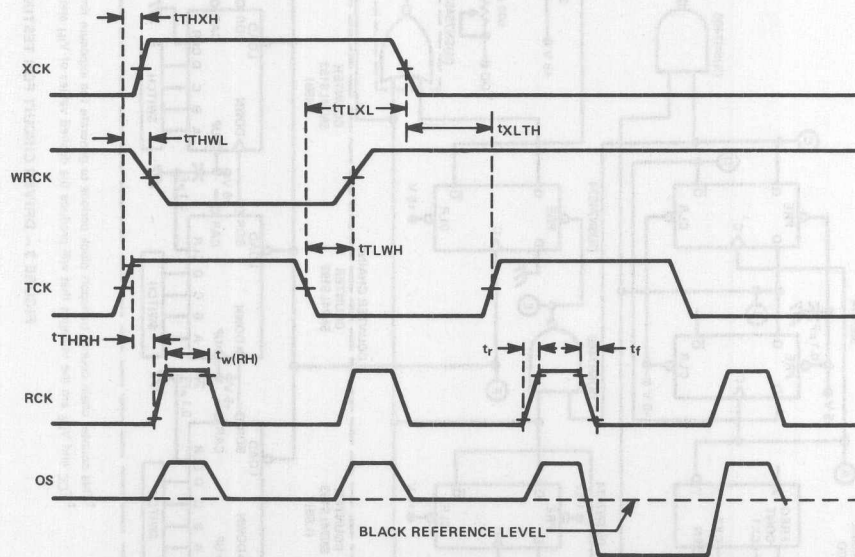 tTHXH
XCK
tTLXL
tXLTH
tTHWL
WRCK
tTLWH
TCK
tTHRH
tw(RH)
tr
tf
RCK
OS
BLACK REFERENCE LEVEL